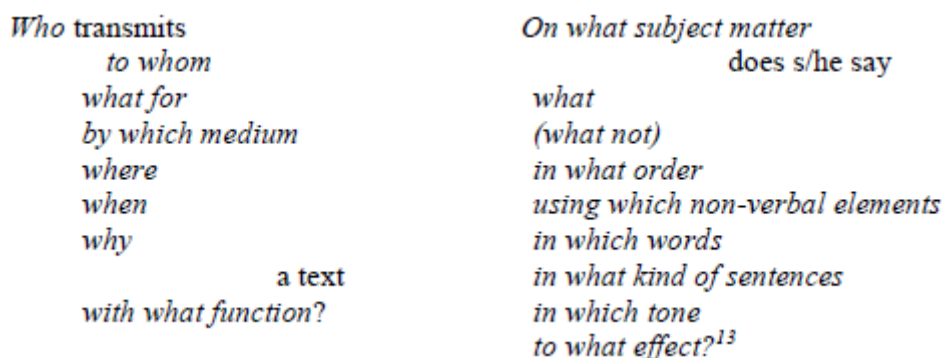 Who transmits
to whom
what for
by which medium
where
when
why
a text
with what function?
On what subject matter
does s/he say
what
(what not)
in what order
using which non-verbal elements
in which words
in what kind of sentences
in which tone
to what effect?13